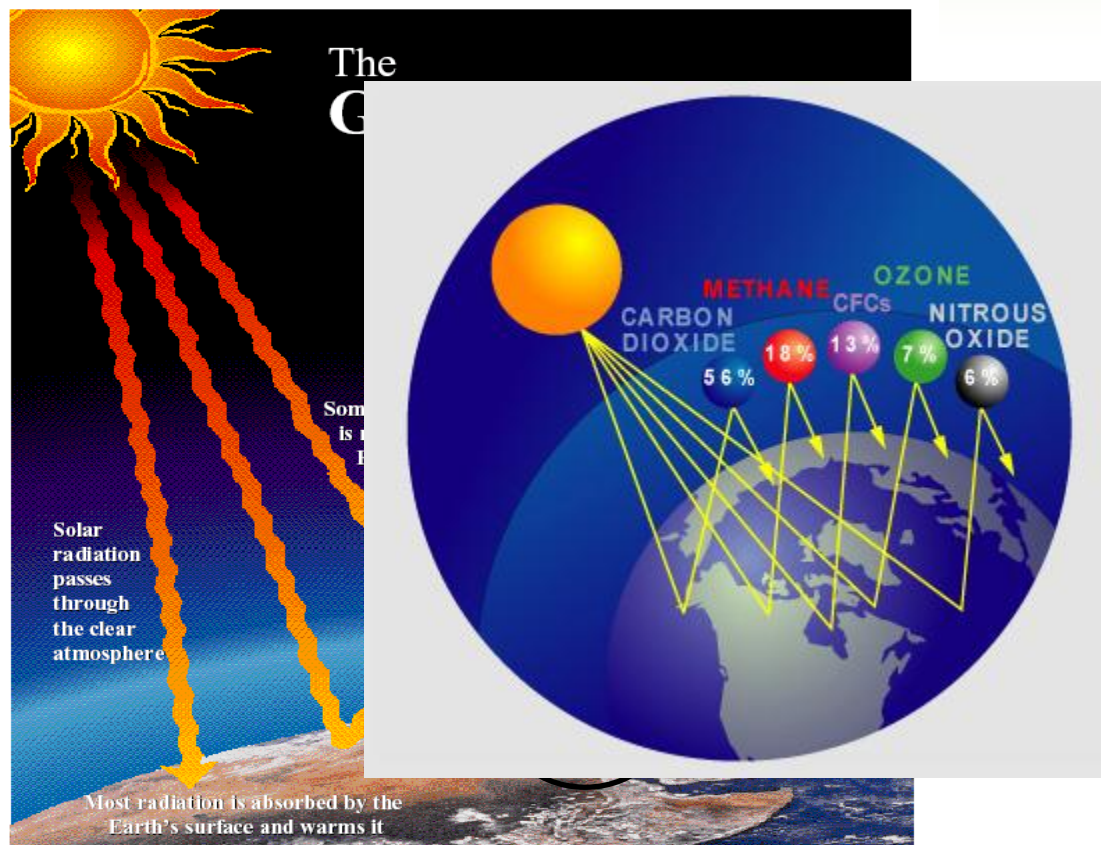 The
G
Som
is
Solar
radiation
passes
through
the clear
atmosphere
Most radiation is absorbed by the
Earth's surface and warms it
METHANE
OZONE
CFCs
CARBON
DIOXIDE
NITROUS
OXIDE
56%
18%
13%
7%
6%